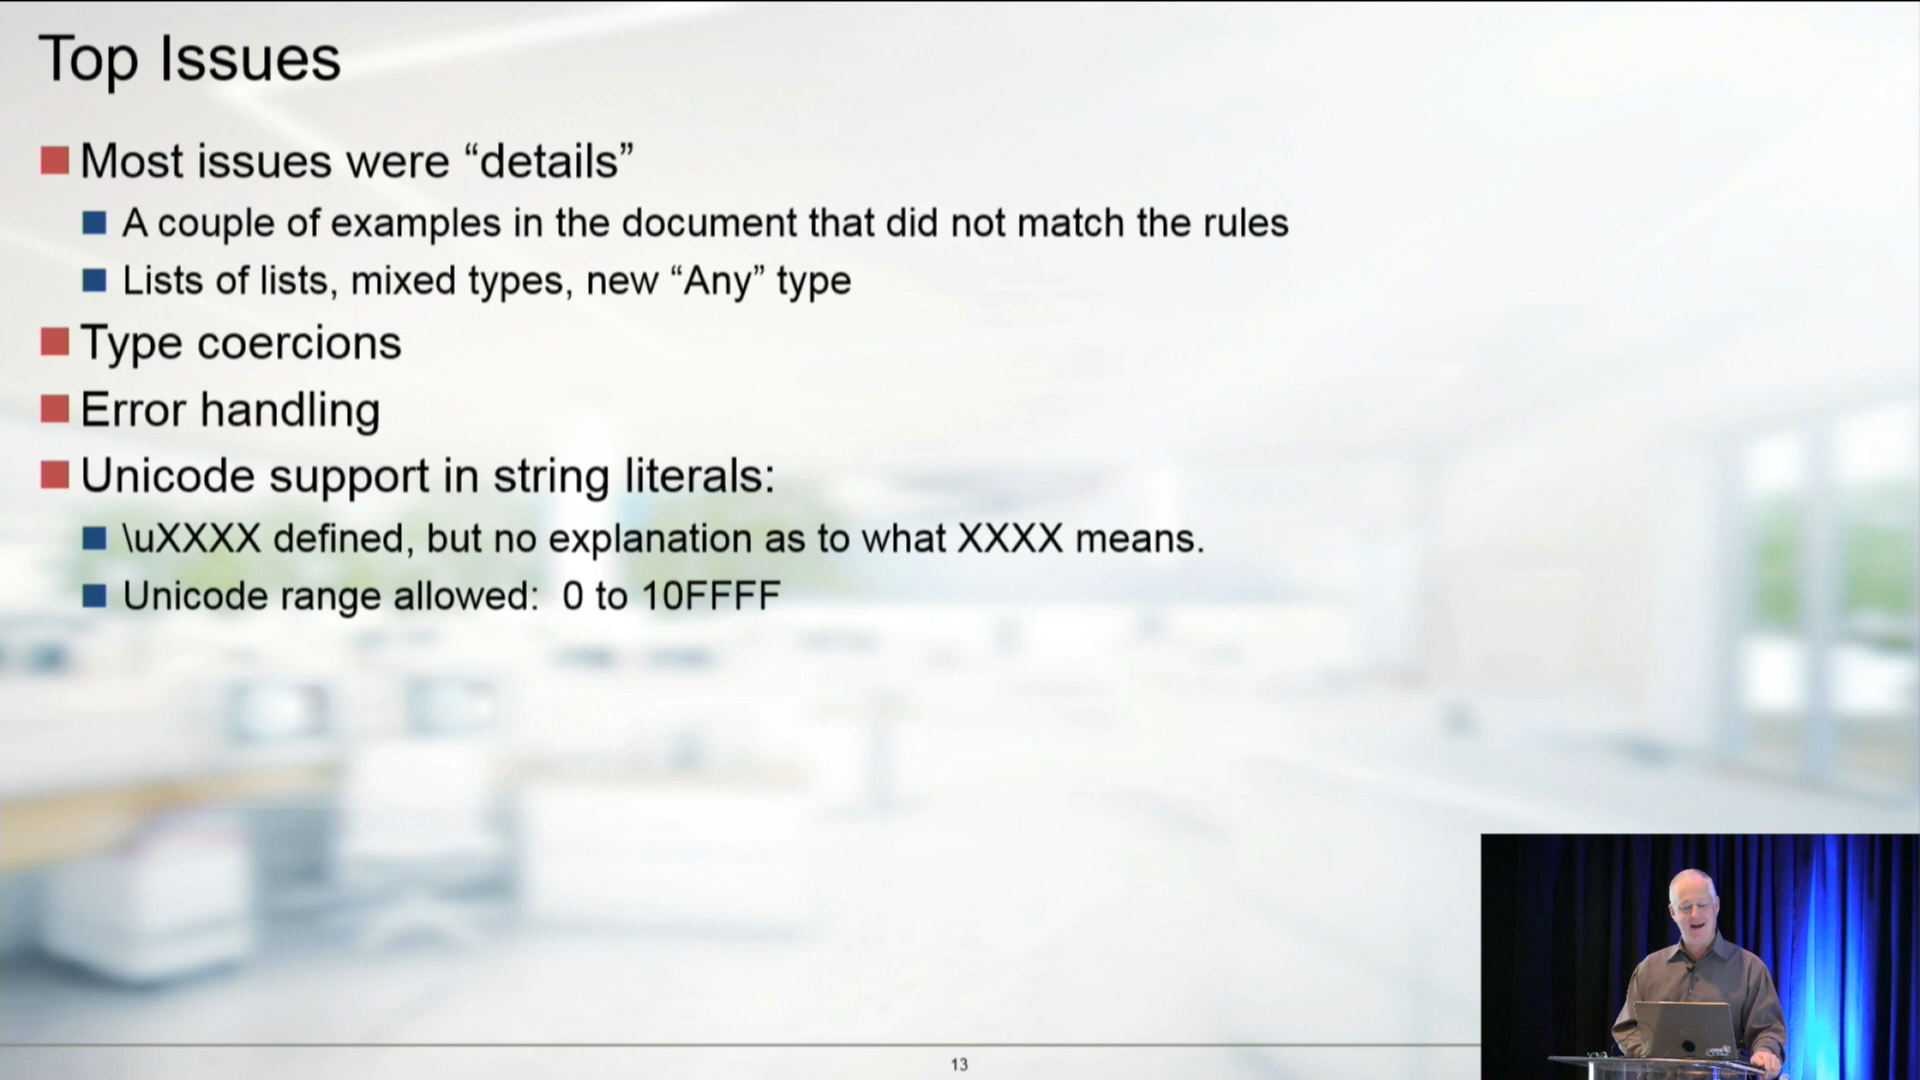 Top Issues
Most issues were “details”
A couple of examples in the document that did not match the rules
Lists of lists, mixed types, new “Any” type
Type coercions
Error handling
Unicode support in string literals:
\uXXXX defined, but no explanation as to what XXXX means.
Unicode range allowed:  0 to 10FFFF
13